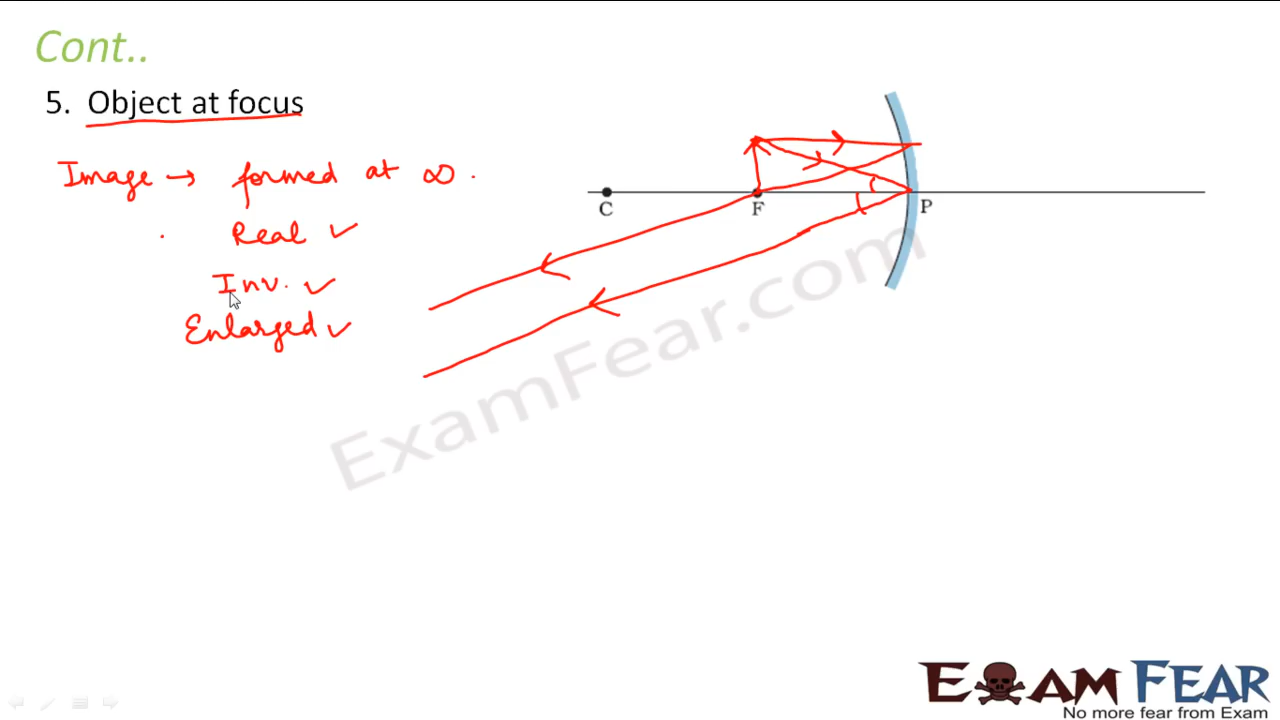 Cont..
5. Object at focus
Image → formed at ∞.
Real ✓
Inv. ✓
Enlarged ✓
C F P
ExamFear.com
EXAM FEAR
No more fear from Exam